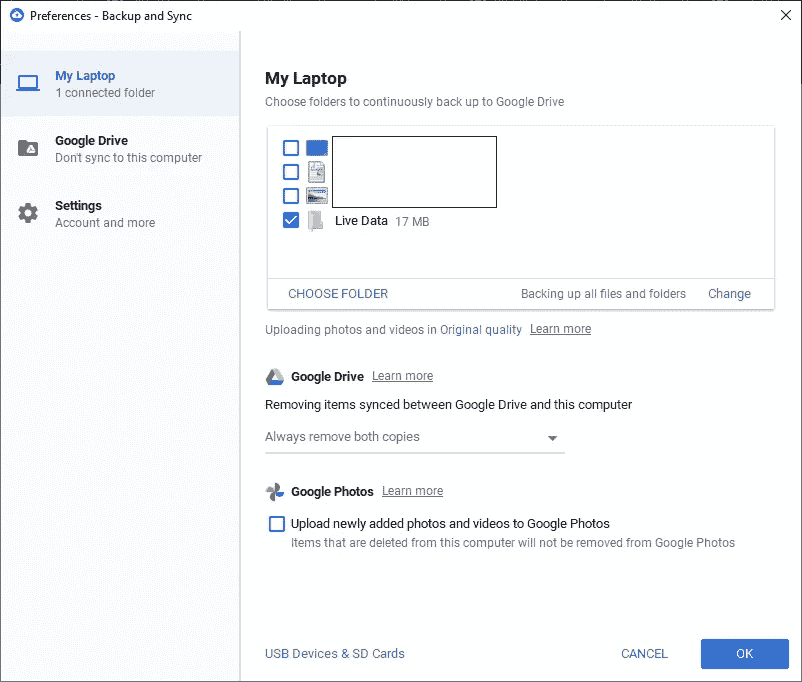 Preferences - Backup and Sync
My Laptop
1 connected folder
Google Drive
Don't sync to this computer
Settings
Account and more
My Laptop
Choose folders to continuously back up to Google Drive
Live Data 17 MB
CHOOSE FOLDER Backing up all files and folders Change
Uploading photos and videos in Original quality Learn more
Google Drive Learn more
Removing items synced between Google Drive and this computer
Always remove both copies
Google Photos Learn more
Upload newly added photos and videos to Google Photos
Items that are deleted from this computer will not be removed from Google Photos
USB Devices & SD Cards CANCEL OK